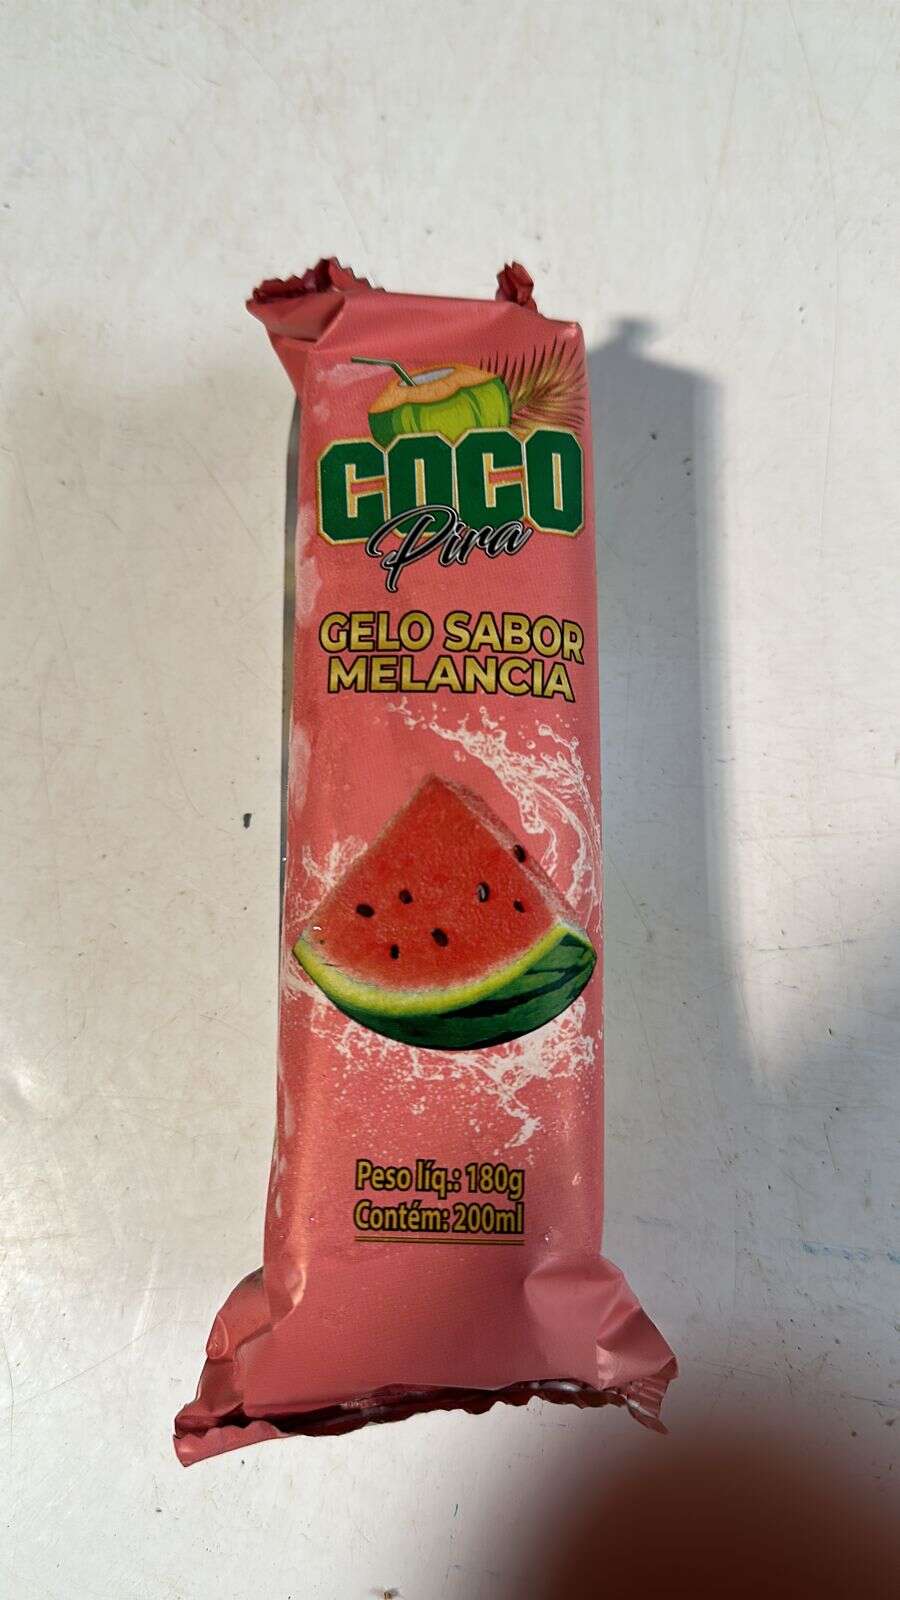 COCO
Pira
GELO SABOR
MELANCIA
Peso líq.: 180g
Contém: 200ml